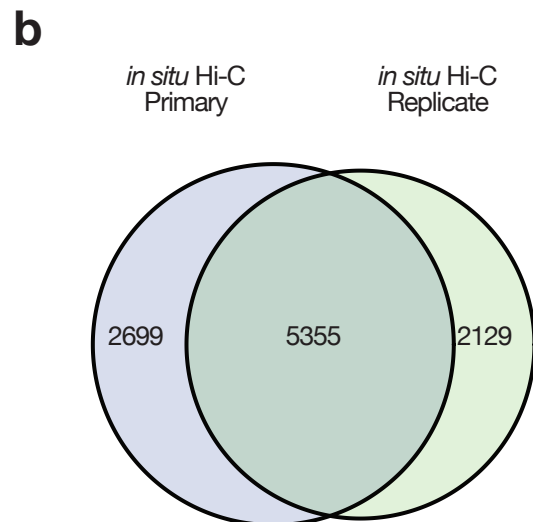 b
in situ Hi-C
Primary
in situ Hi-C
Replicate
2699
5355
2129